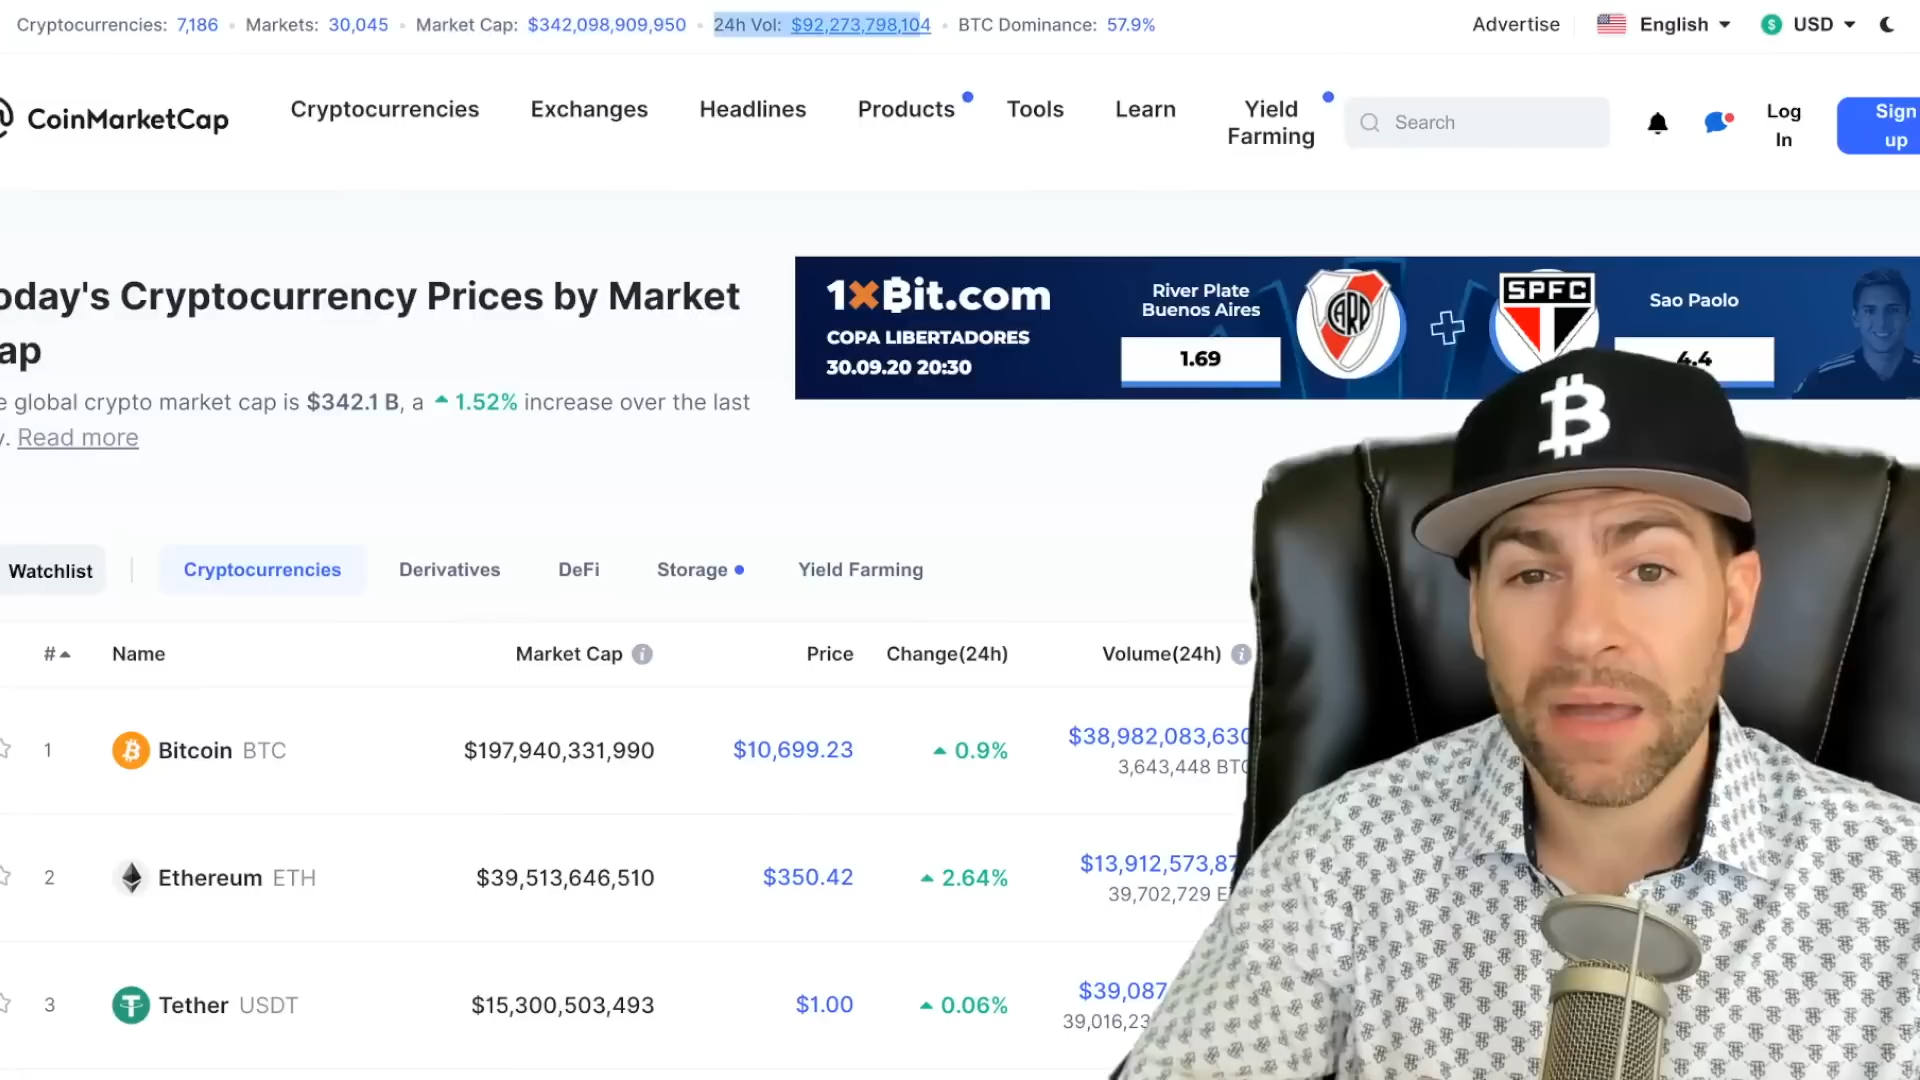 Cryptocurrencies: 7,186 • Markets: 30,045 • Market Cap: $342,098,909,950 • 24h Vol: $92,273,798,104 • BTC Dominance: 57.9%
Advertise English USD
CoinMarketCap
Cryptocurrencies Exchanges Headlines Products Tools Learn
Yield
Farming
Search
Log
In
Sign
up
oday's Cryptocurrency Prices by Market
ap
e global crypto market cap is $342.1 B, a 1.52% increase over the last
y. Read more
1xBit.com
COPA LIBERTADORES
30.09.20 20:30
River Plate
Buenos Aires
1.69
CARP
SPFC
Sao Paolo
4.4
Watchlist Cryptocurrencies Derivatives DeFi Storage Yield Farming
# Name Market Cap Price Change(24h) Volume(24h)
1 Bitcoin BTC $197,940,331,990 $10,699.23 0.9% $38,982,083,630
3,643,448 BTC
2 Ethereum ETH $39,513,646,510 $350.42 2.64% $13,912,573,87
39,702,729 E
3 Tether USDT $15,300,503,493 $1.00 0.06% $39,087
39,016,23